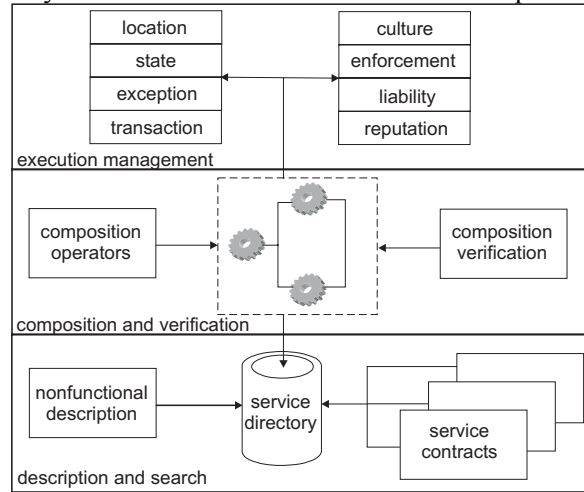 location
state
exception
transaction
culture
enforcement
liability
reputation
execution management
composition
operators
composition
verification
composition and verification
nonfunctional
description
service
directory
service
contracts
description and search